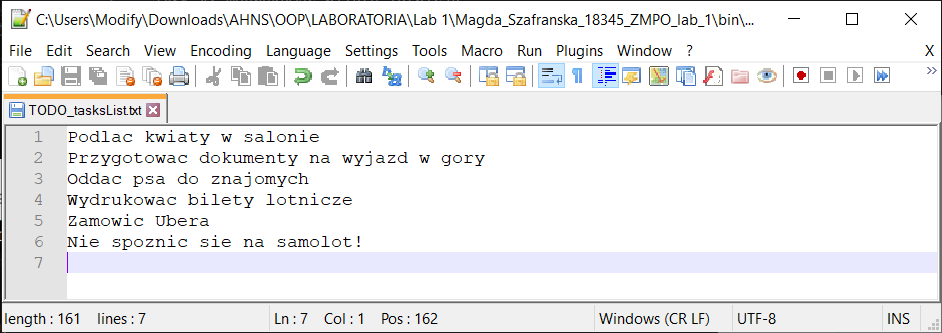 C:\Users\Modify\Downloads\AHNS\OOP\LABORATORIA\Lab 1\Magda_Szafranska_18345_ZMPO_lab_1\bin\...
File Edit Search View Encoding Language Settings Tools Macro Run Plugins Window ? X
TODO_tasksList.txt
1 Podlac kwiaty w salonie
2 Przygotowac dokumenty na wyjazd w gory
3 Oddac psa do znajomych
4 Wydrukowac bilety lotnicze
5 Zamowic Ubera
6 Nie spoznic sie na samolot!
7
length : 161 lines : 7 Ln : 7 Col : 1 Pos : 162 Windows (CR LF) UTF-8 INS